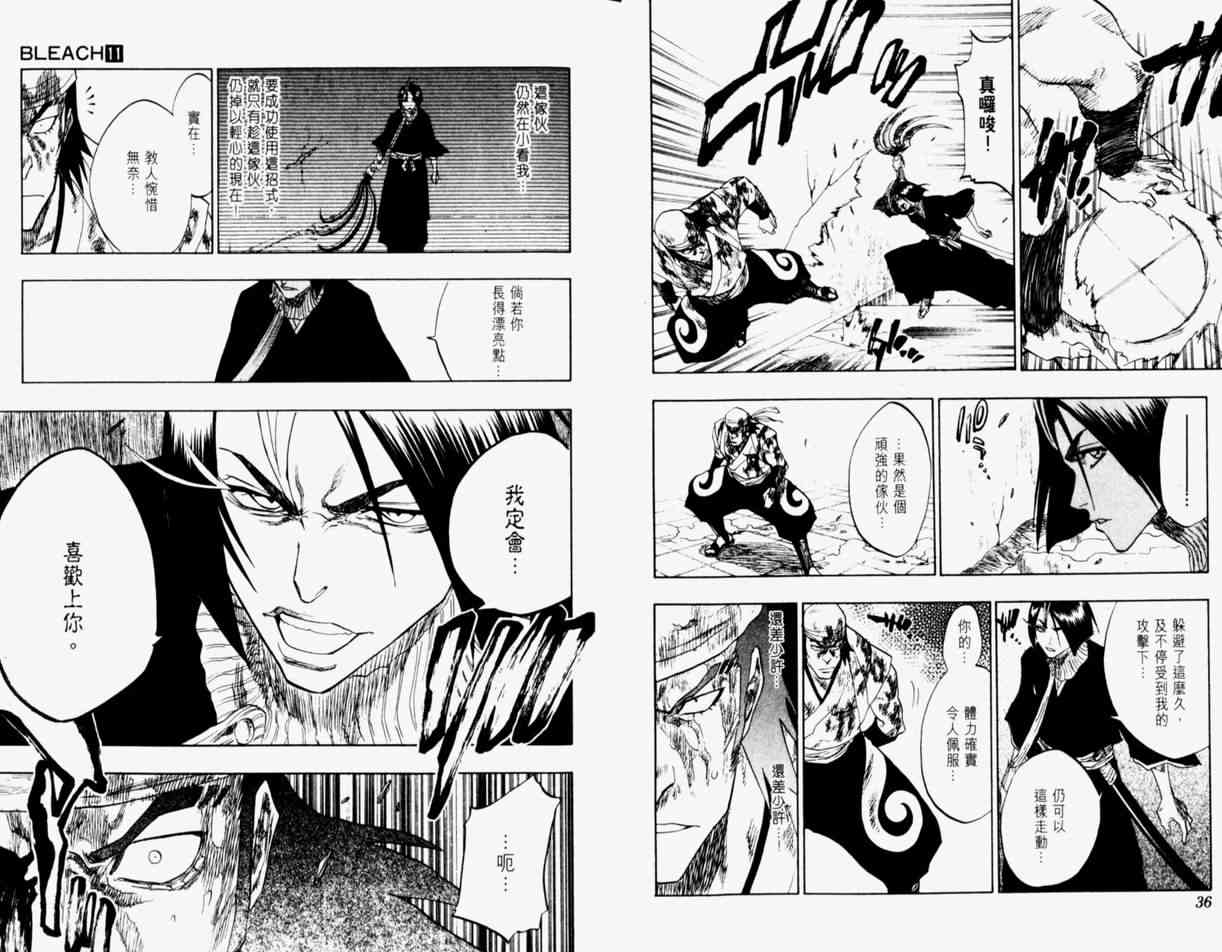 真囉唆！
…果然是個
頑強的傢伙…
躲避了這麼久，
及不停受到我的
攻擊下…
仍可以
這樣走動…
你的…
體力確實
令人佩服…
還差少許…
還差少許…
36
BLEACH11
這傢伙
仍然在小看我…
要成功使用這招式，
就只有趁這傢伙
仍掉以輕心的現在！
實在…
教人惋惜
無奈…
倘若你
長得漂亮點…
我定會…
喜歡上你。
…呃…